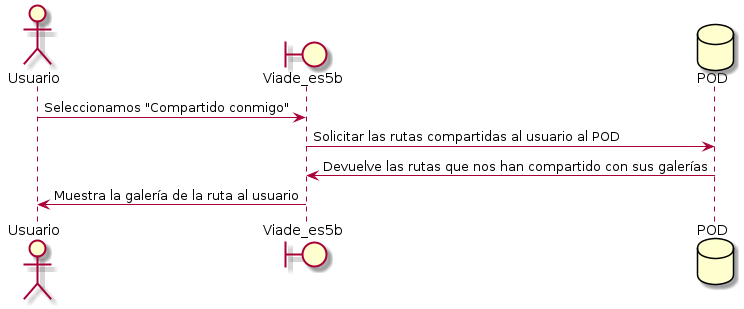 Usuario
Viade_es5b
POD
Seleccionamos "Compartido conmigo"
Solicitar las rutas compartidas al usuario al POD
Devuelve las rutas que nos han compartido con sus galerías
Muestra la galería de la ruta al usuario
Usuario
Viade_es5b
POD